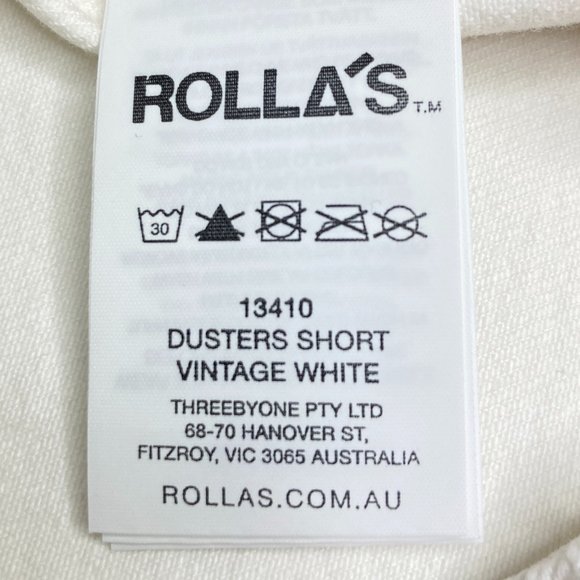 ROLLA'S TM
30
13410
DUSTERS SHORT
VINTAGE WHITE
THREEBYONE PTY LTD
68-70 HANOVER ST,
FITZROY, VIC 3065 AUSTRALIA
ROLLAS.COM.AU